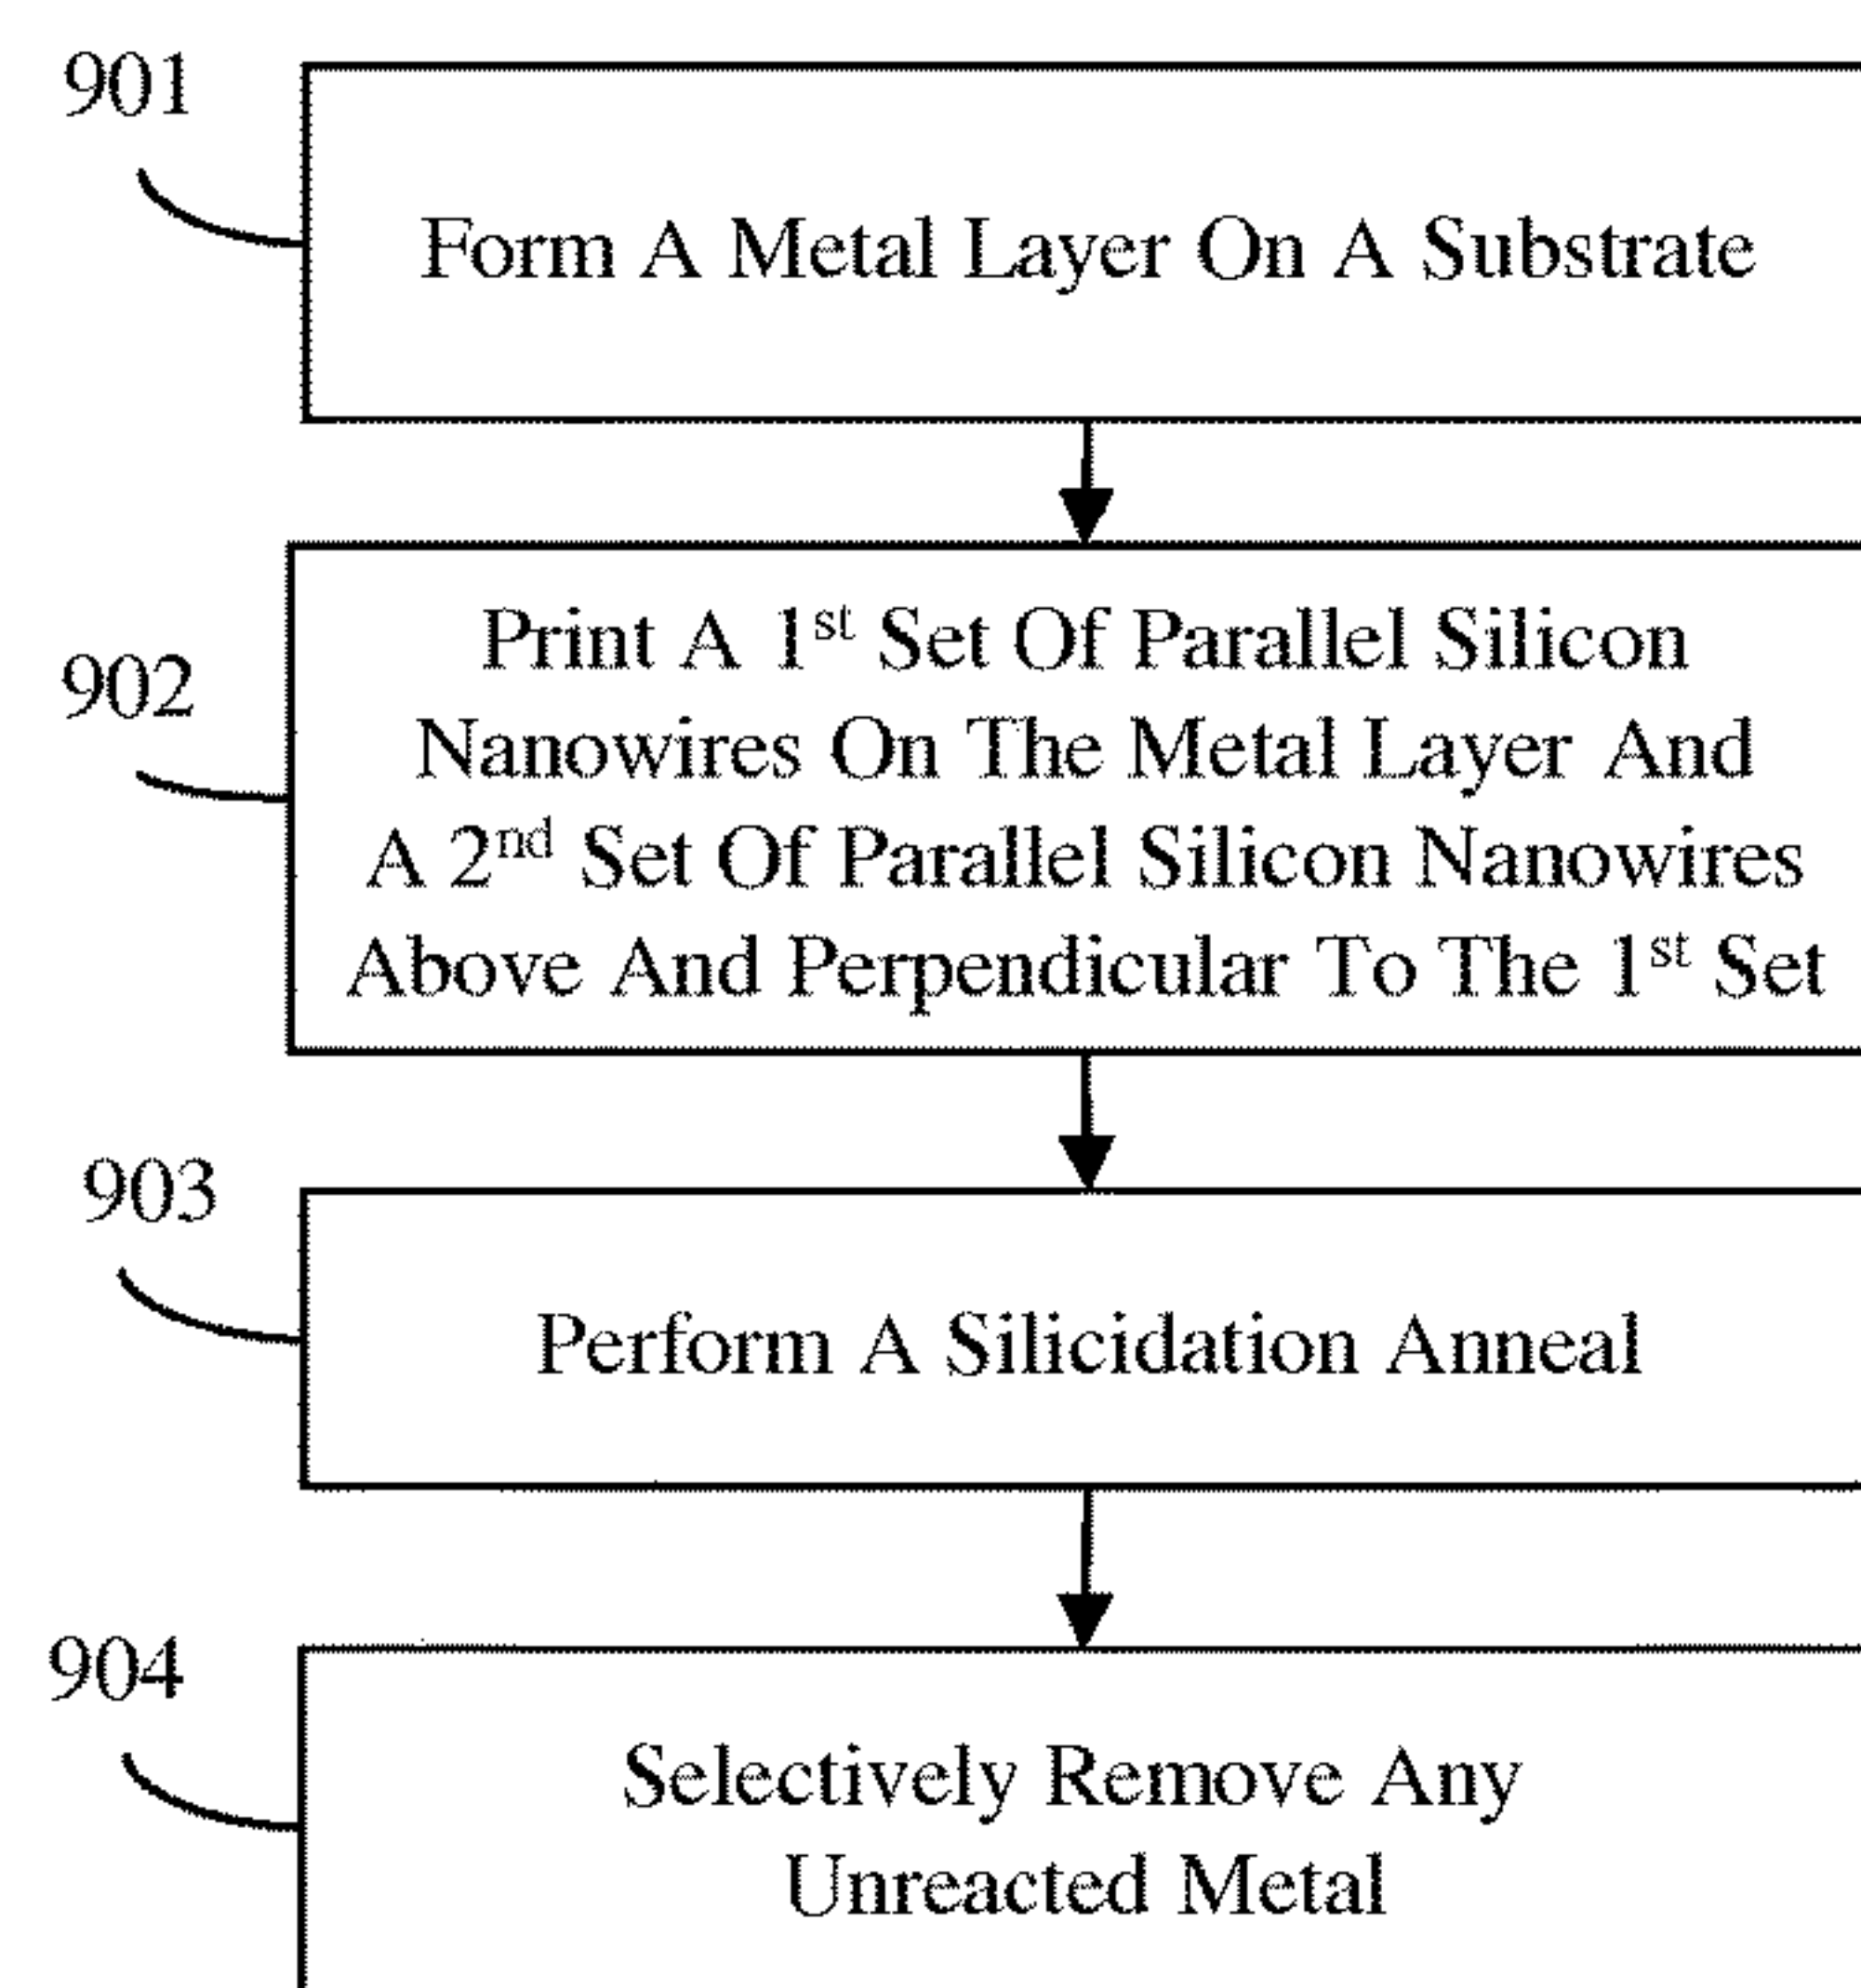 901
Form A Metal Layer On A Substrate
902
Print A 1st Set Of Parallel Silicon
Nanowires On The Metal Layer And
A 2nd Set Of Parallel Silicon Nanowires
Above And Perpendicular To The 1st Set
903
Perform A Silicidation Anneal
904
Selectively Remove Any
Unreacted Metal